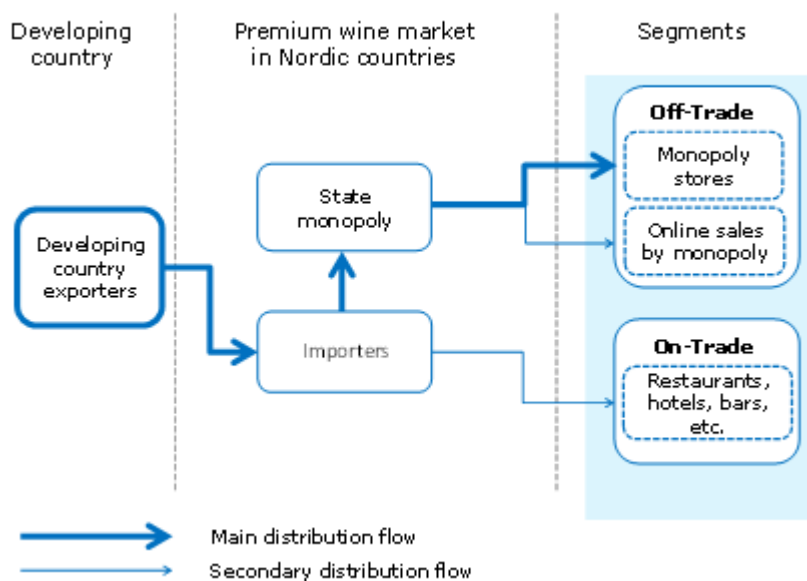 Developing
country
Premium wine market
in Nordic countries
Segments
Off-Trade
Monopoly
stores
State
monopoly
Online sales
by monopoly
Developing
country
exporters
Importers
On-Trade
Restaurants,
hotels, bars,
etc.
Main distribution flow
Secondary distribution flow